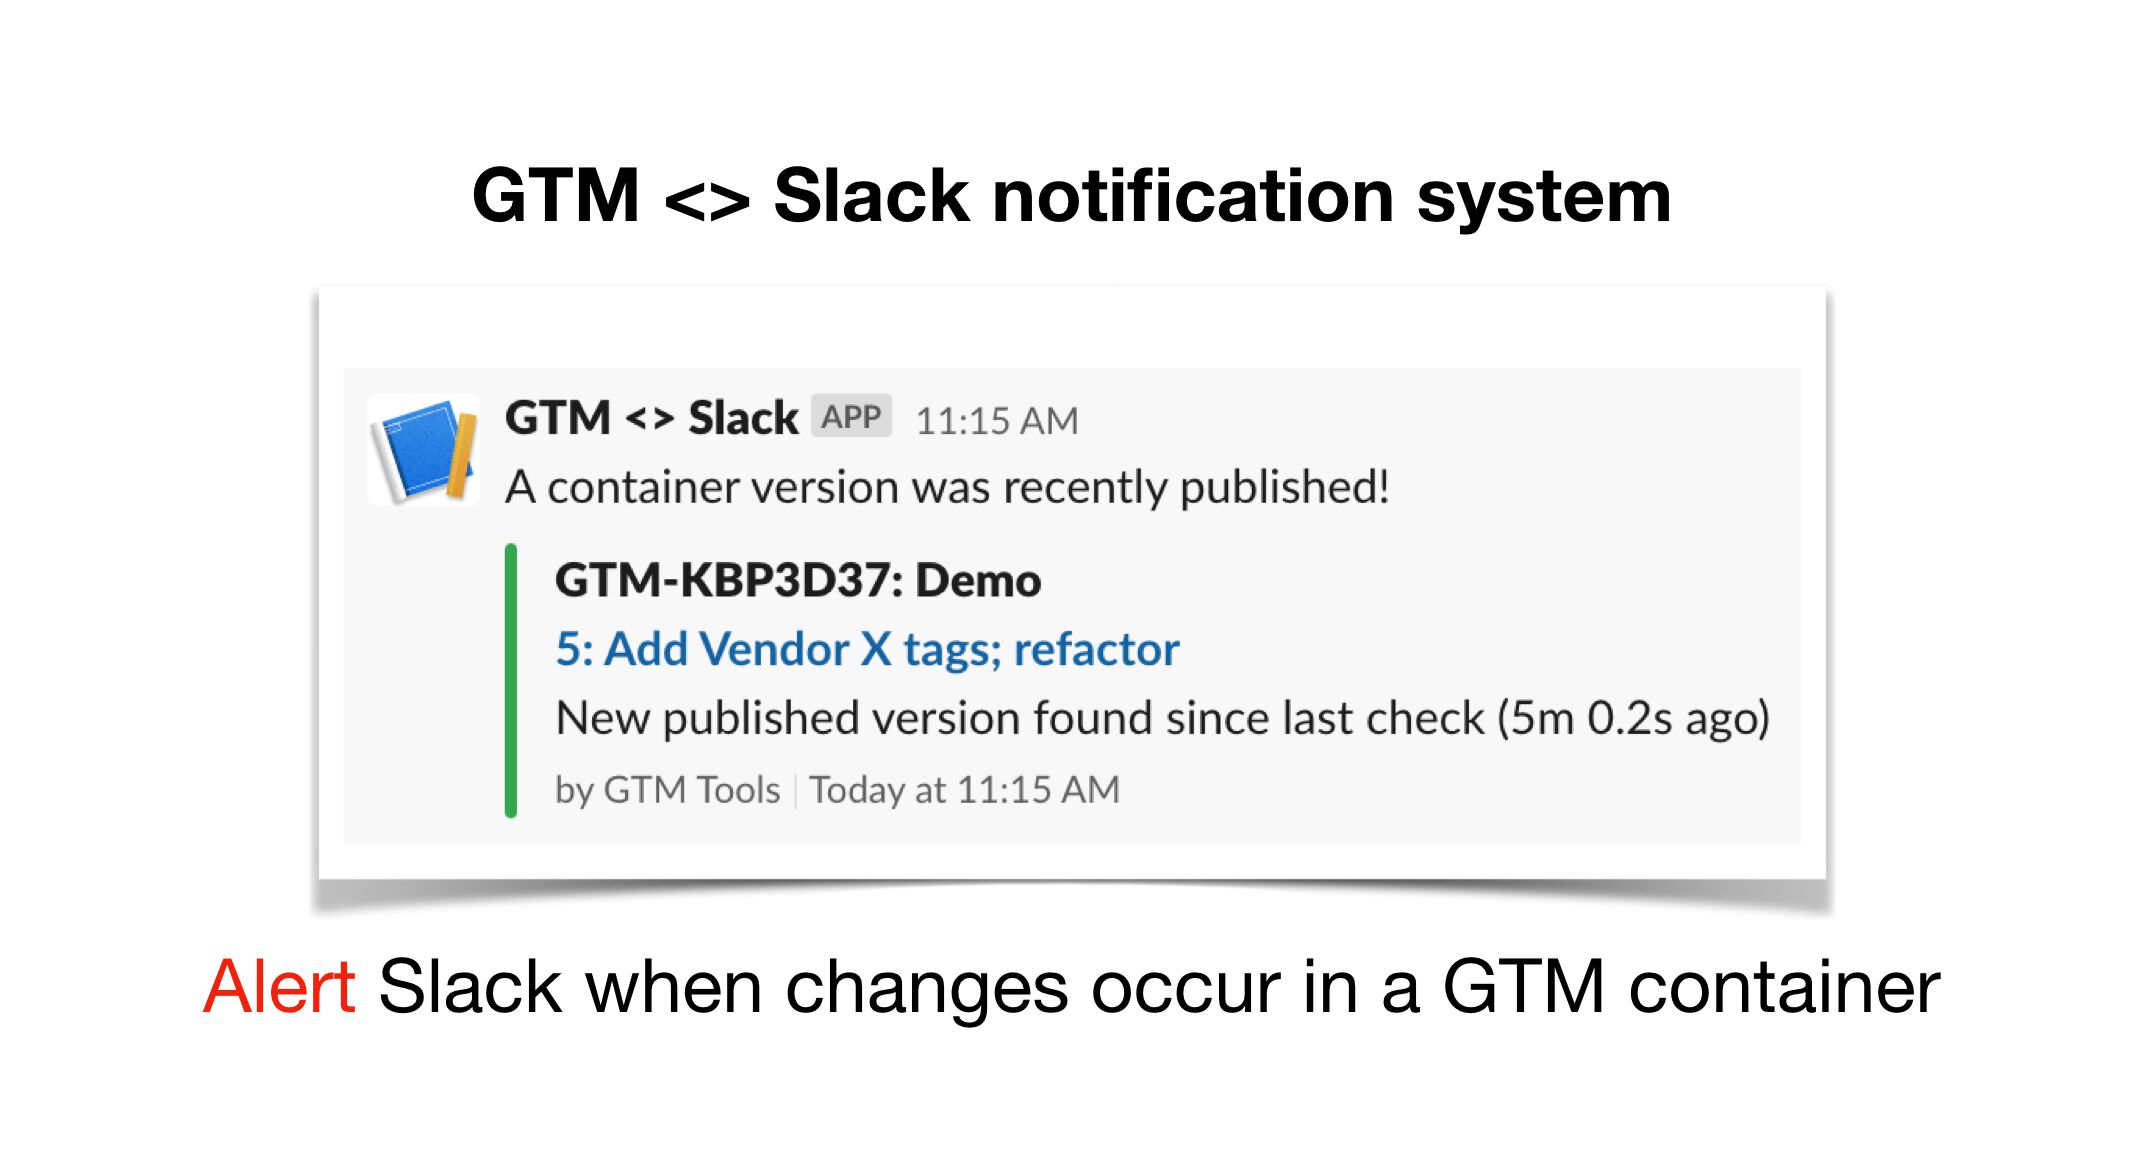 GTM <> Slack notification system
GTM <> Slack APP 11:15 AM
A container version was recently published!
GTM-KBP3D37: Demo
5: Add Vendor X tags; refactor
New published version found since last check (5m 0.2s ago)
by GTM Tools | Today at 11:15 AM
Alert Slack when changes occur in a GTM container